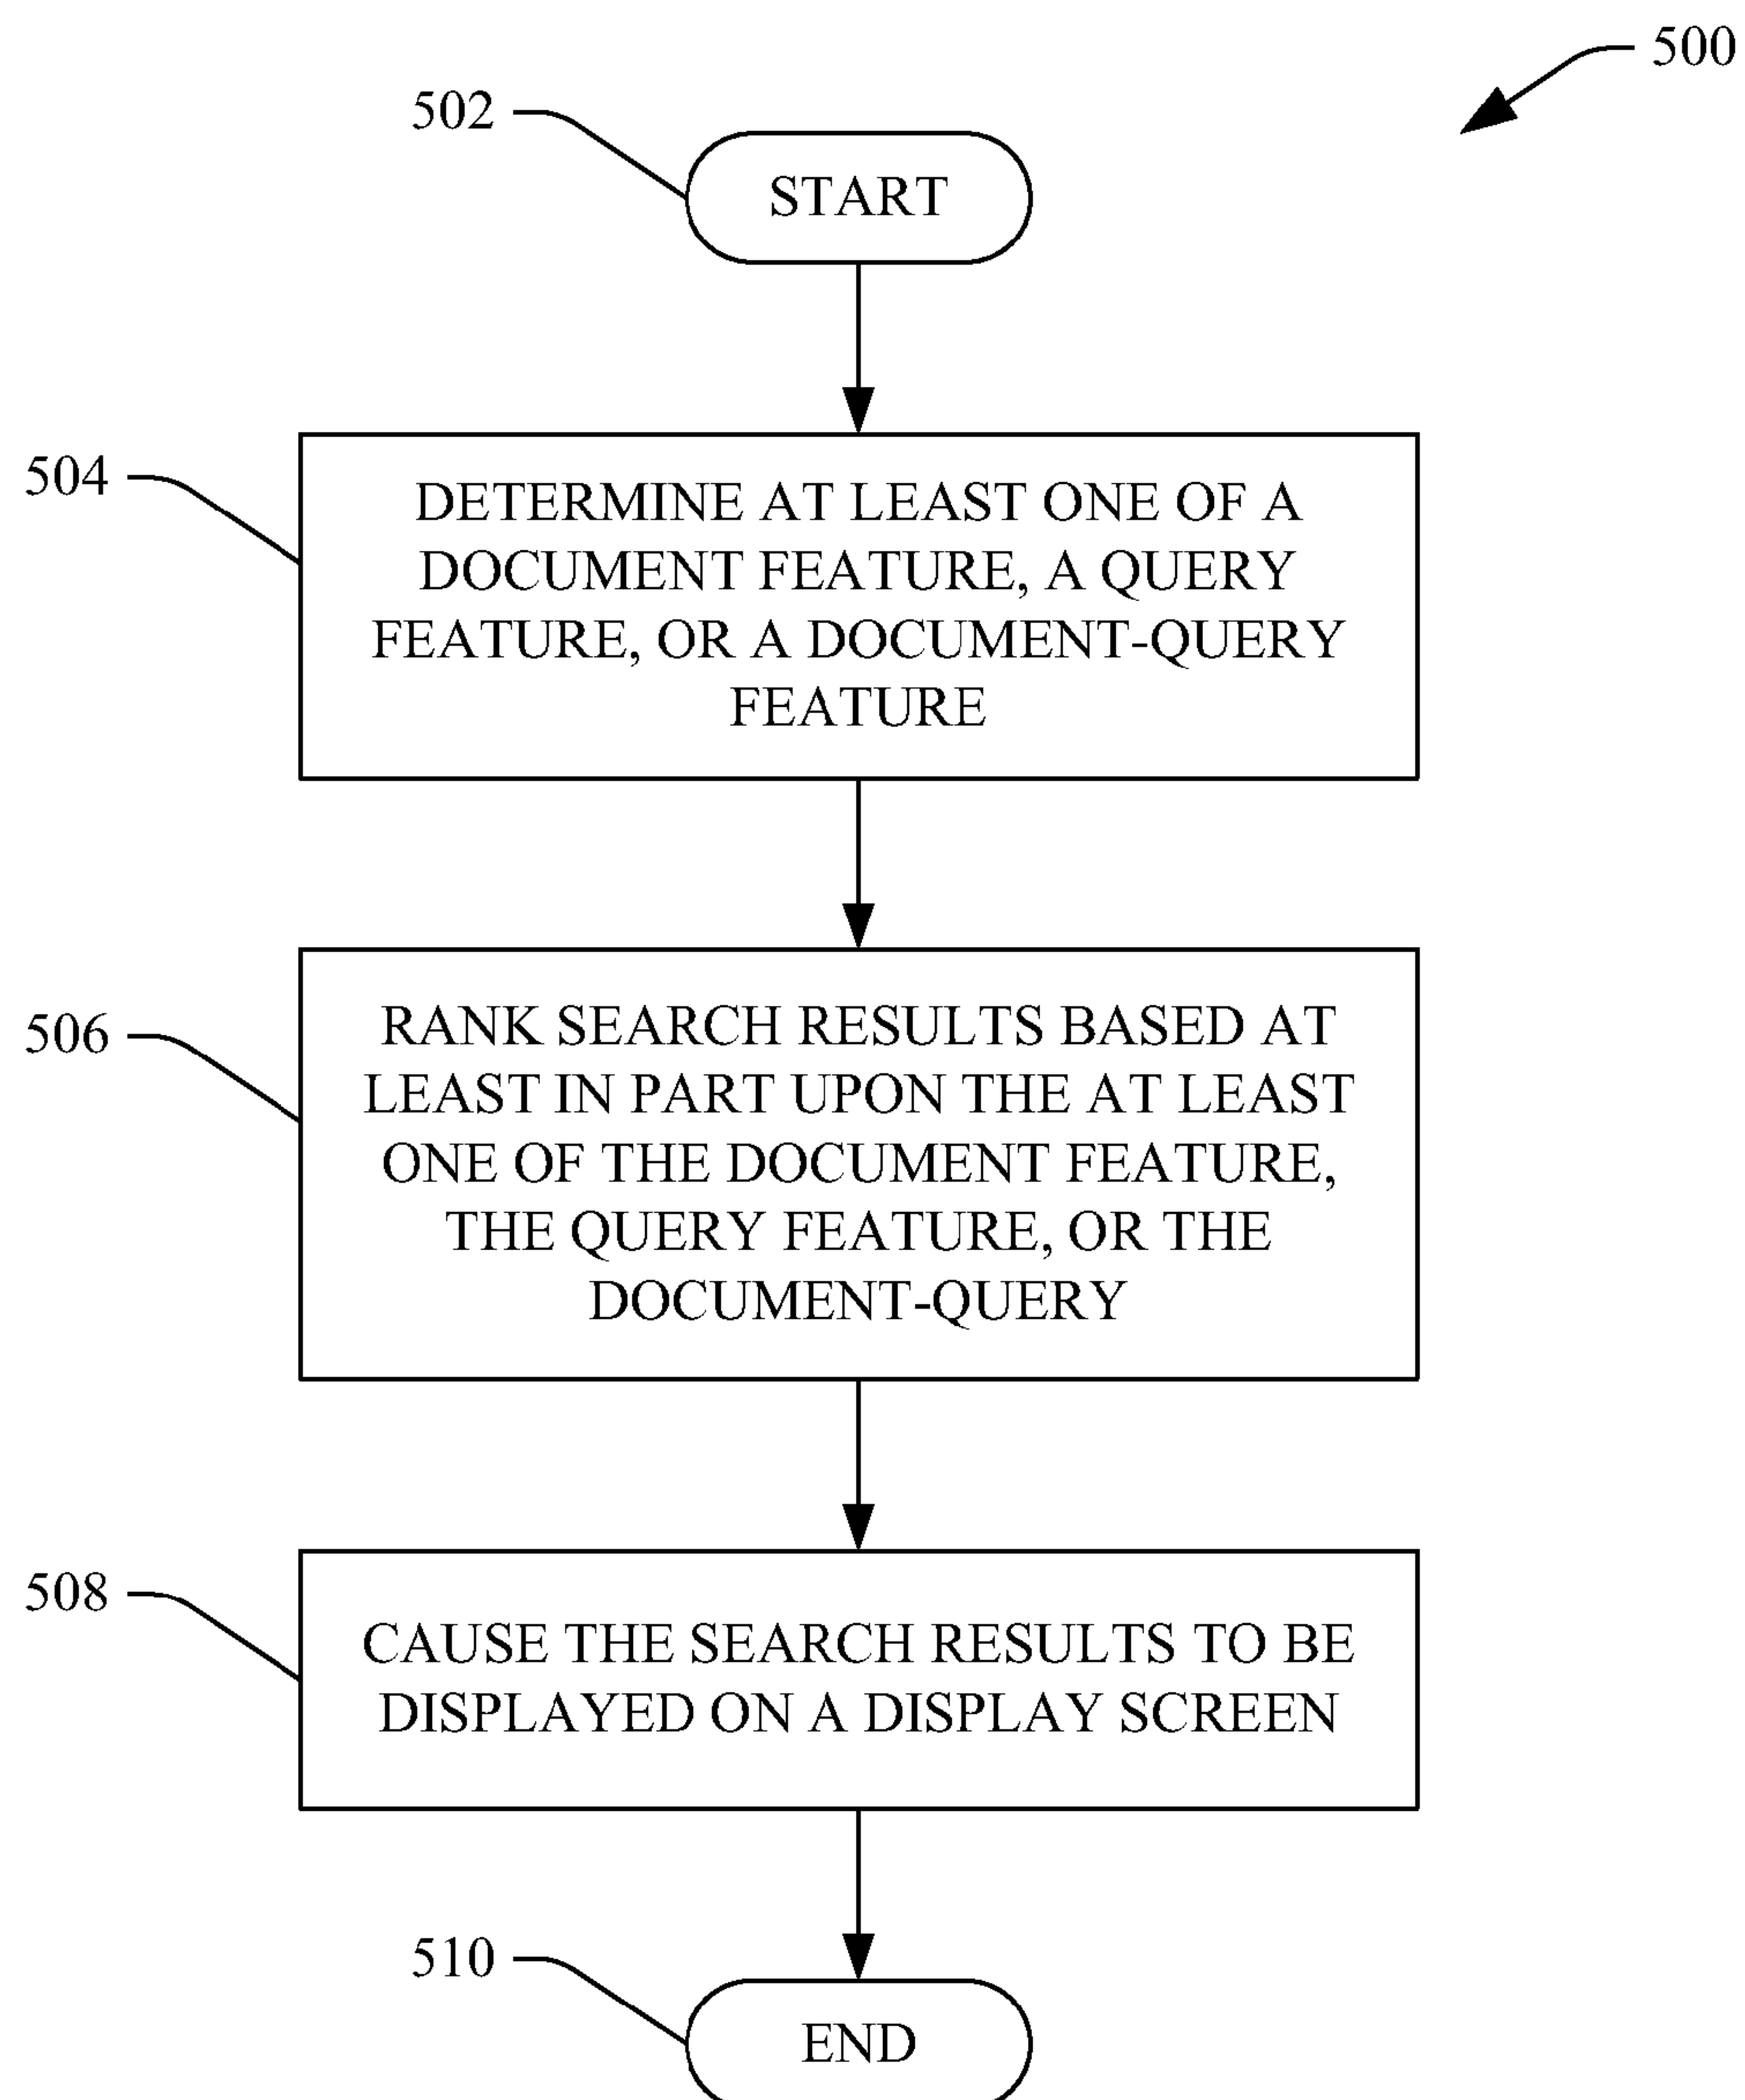 500
502
START
504
DETERMINE AT LEAST ONE OF A
DOCUMENT FEATURE, A QUERY
FEATURE, OR A DOCUMENT-QUERY
FEATURE
506
RANK SEARCH RESULTS BASED AT
LEAST IN PART UPON THE AT LEAST
ONE OF THE DOCUMENT FEATURE,
THE QUERY FEATURE, OR THE
DOCUMENT-QUERY
508
CAUSE THE SEARCH RESULTS TO BE
DISPLAYED ON A DISPLAY SCREEN
510
END